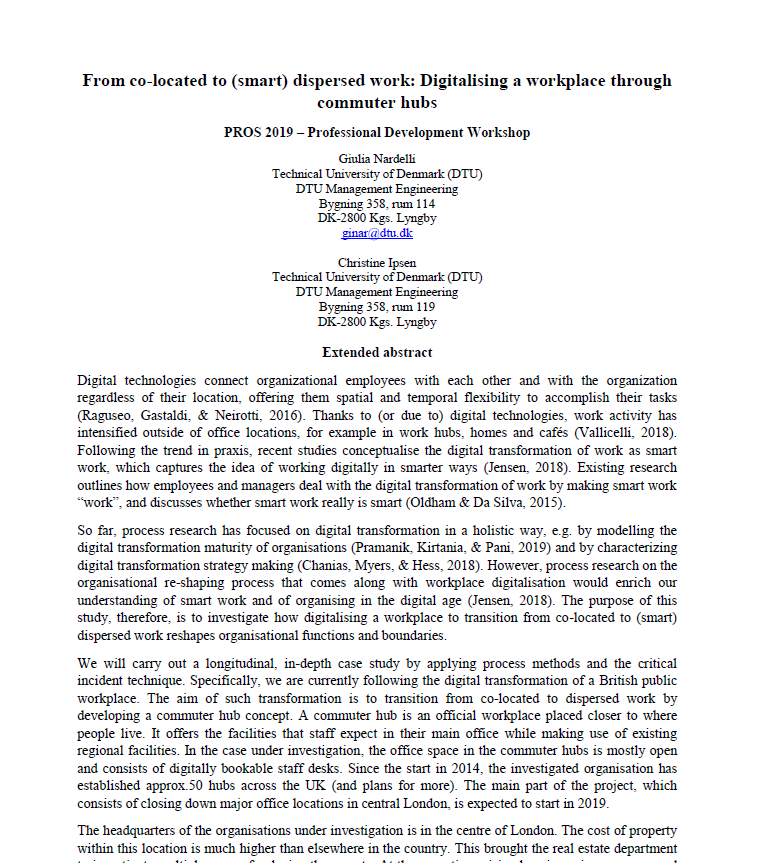 From co-located to (smart) dispersed work: Digitalising a workplace through
commuter hubs
PROS 2019 – Professional Development Workshop
Giulia Nardelli
Technical University of Denmark (DTU)
DTU Management Engineering
Bygning 358, rum 114
DK-2800 Kgs. Lyngby
ginar@dtu.dk
Christine Ipsen
Technical University of Denmark (DTU)
DTU Management Engineering
Bygning 358, rum 119
DK-2800 Kgs. Lyngby
Extended abstract
Digital technologies connect organizational employees with each other and with the organization
regardless of their location, offering them spatial and temporal flexibility to accomplish their tasks
(Raguseo, Gastaldi, & Neirotti, 2016). Thanks to (or due to) digital technologies, work activity has
intensified outside of office locations, for example in work hubs, homes and cafés (Vallicelli, 2018).
Following the trend in praxis, recent studies conceptualise the digital transformation of work as smart
work, which captures the idea of working digitally in smarter ways (Jensen, 2018). Existing research
outlines how employees and managers deal with the digital transformation of work by making smart work
“work”, and discusses whether smart work really is smart (Oldham & Da Silva, 2015).
So far, process research has focused on digital transformation in a holistic way, e.g. by modelling the
digital transformation maturity of organisations (Pramanik, Kirtania, & Pani, 2019) and by characterizing
digital transformation strategy making (Chanias, Myers, & Hess, 2018). However, process research on the
organisational re-shaping process that comes along with workplace digitalisation would enrich our
understanding of smart work and of organising in the digital age (Jensen, 2018). The purpose of this
study, therefore, is to investigate how digitalising a workplace to transition from co-located to (smart)
dispersed work reshapes organisational functions and boundaries.
We will carry out a longitudinal, in-depth case study by applying process methods and the critical
incident technique. Specifically, we are currently following the digital transformation of a British public
workplace. The aim of such transformation is to transition from co-located to dispersed work by
developing a commuter hub concept. A commuter hub is an official workplace placed closer to where
people live. It offers the facilities that staff expect in their main office while making use of existing
regional facilities. In the case under investigation, the office space in the commuter hubs is mostly open
and consists of digitally bookable staff desks. Since the start in 2014, the investigated organisation has
established approx.50 hubs across the UK (and plans for more). The main part of the project, which
consists of closing down major office locations in central London, is expected to start in 2019.
The headquarters of the organisations under investigation is in the centre of London. The cost of property
within this location is much higher than elsewhere in the country. This brought the real estate department